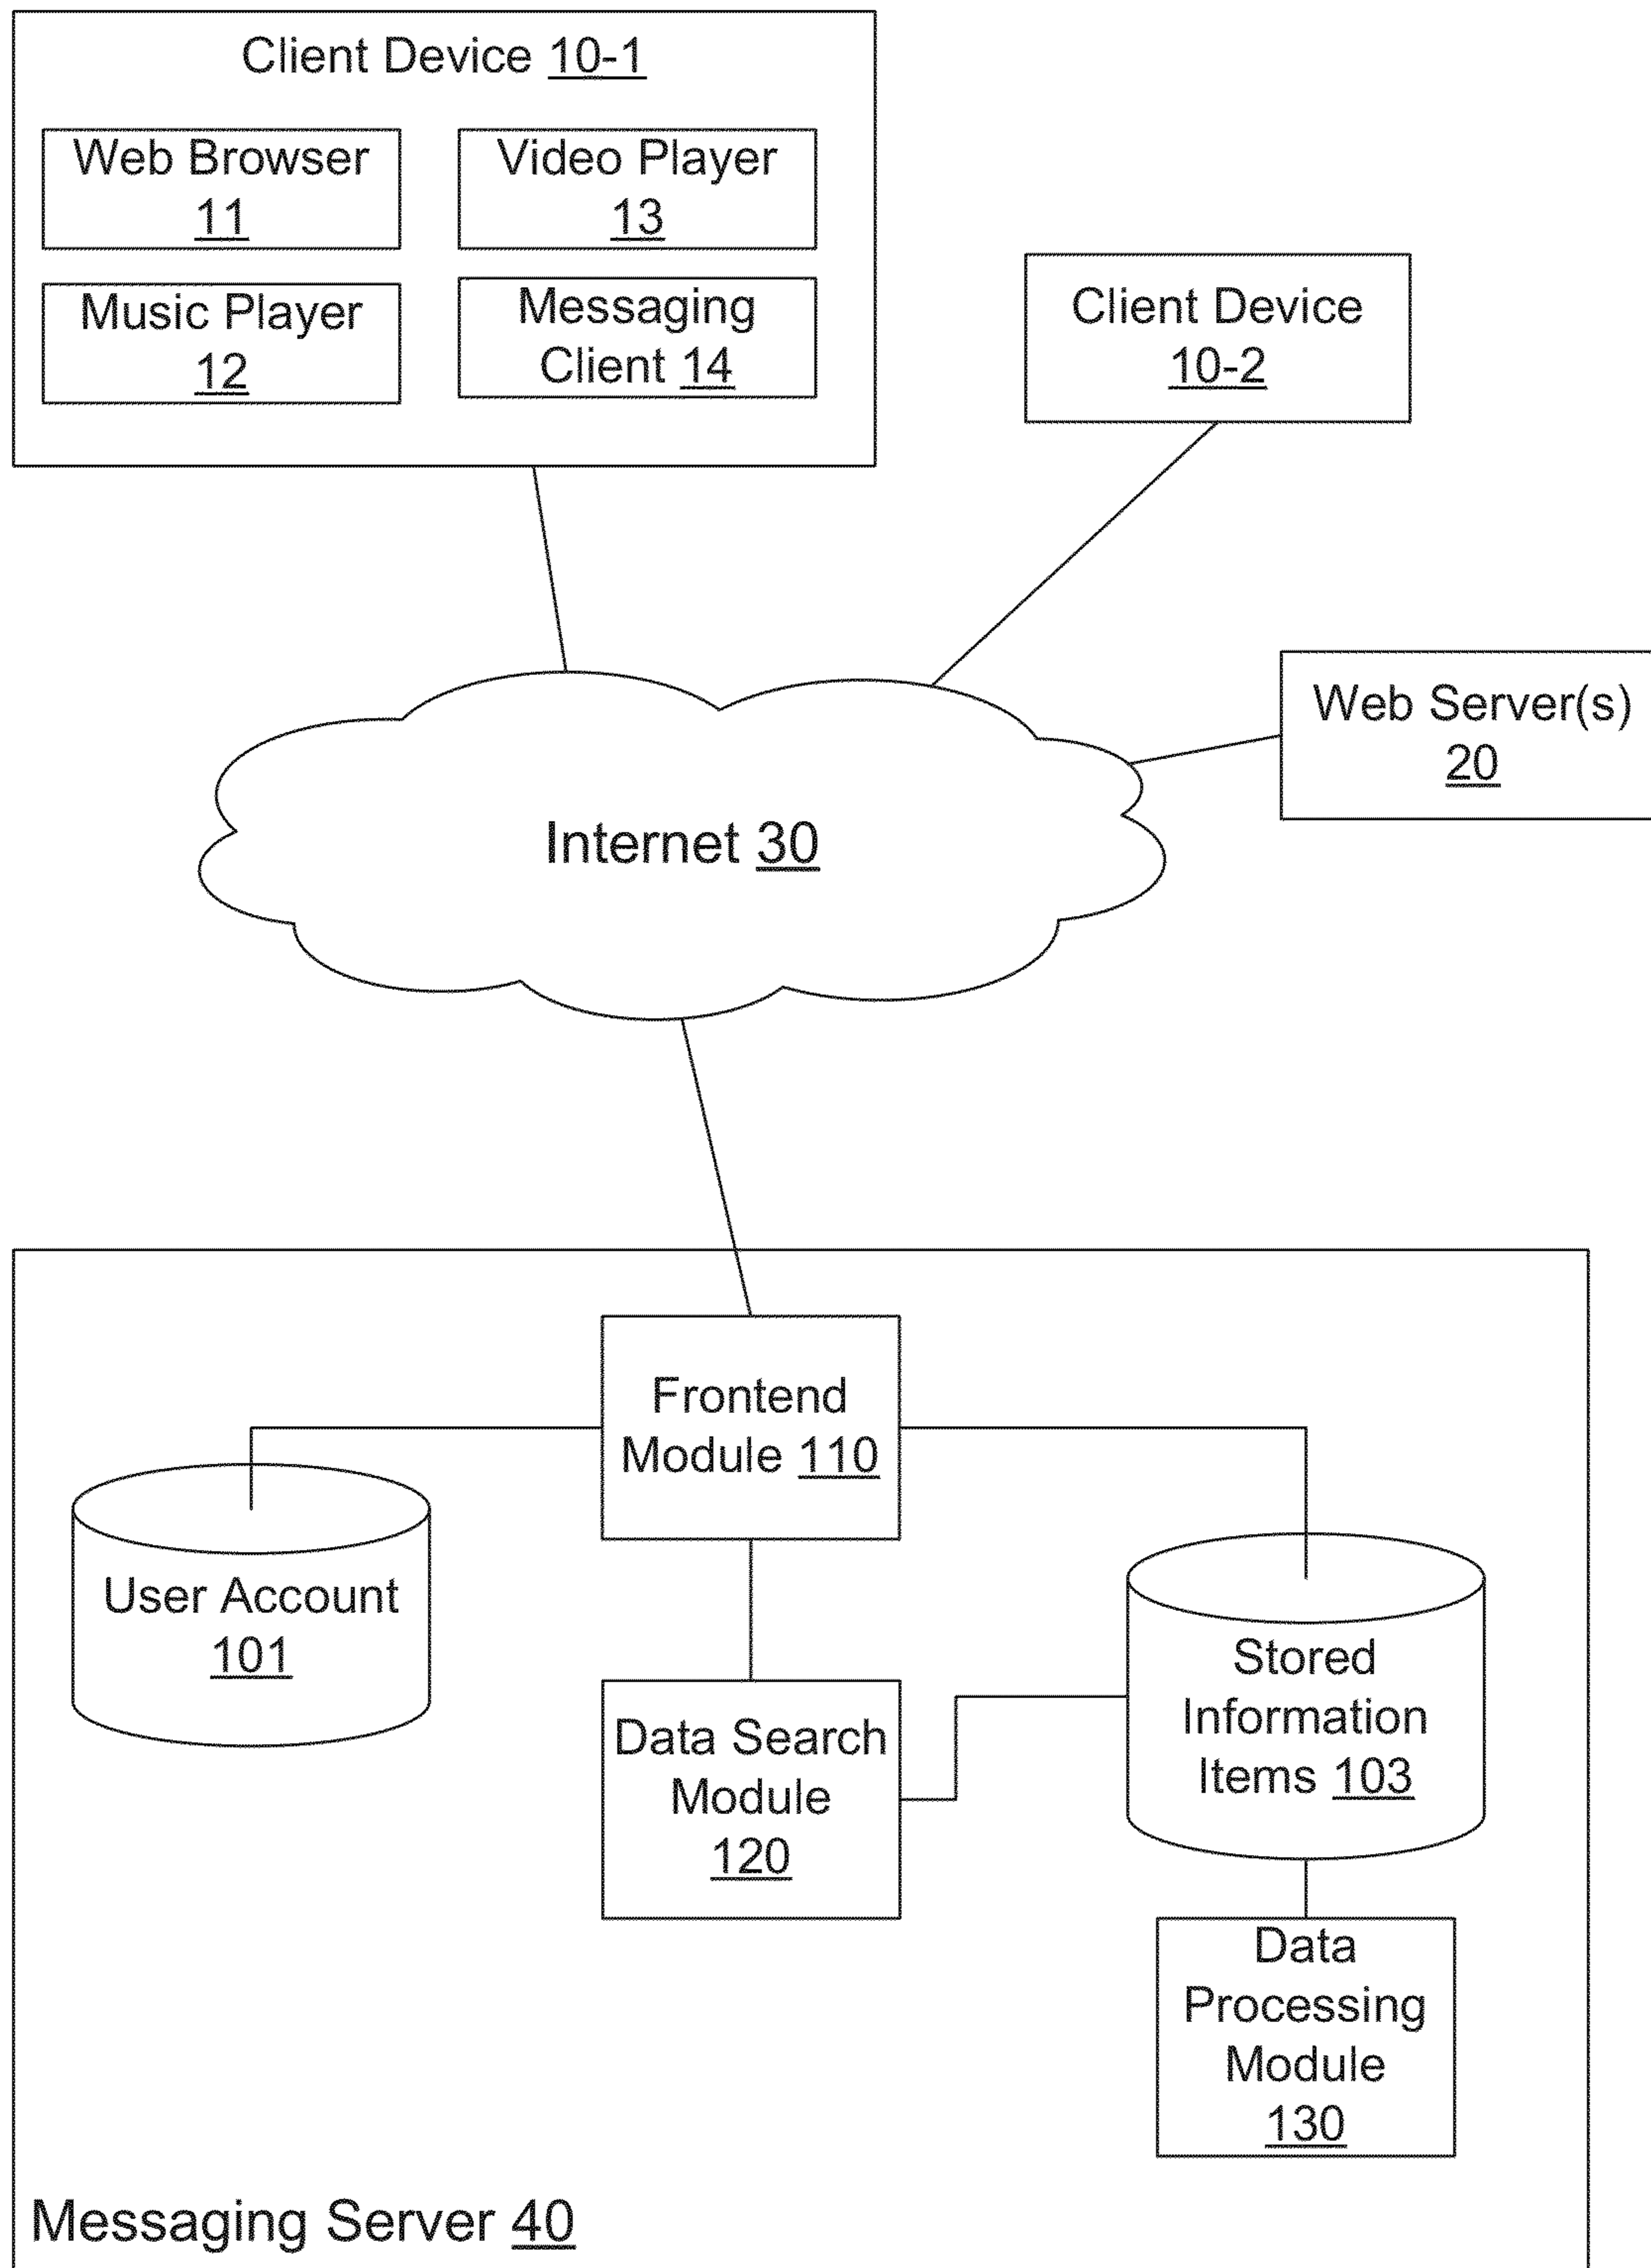 Client Device 10-1
Web Browser
11
Video Player
13
Music Player
12
Messaging
Client 14
Client Device
10-2
Web Server(s)
20
Internet 30
Frontend
Module 110
User Account
101
Stored
Information
Items 103
Data Search
Module
120
Data
Processing
Module
130
Messaging Server 40